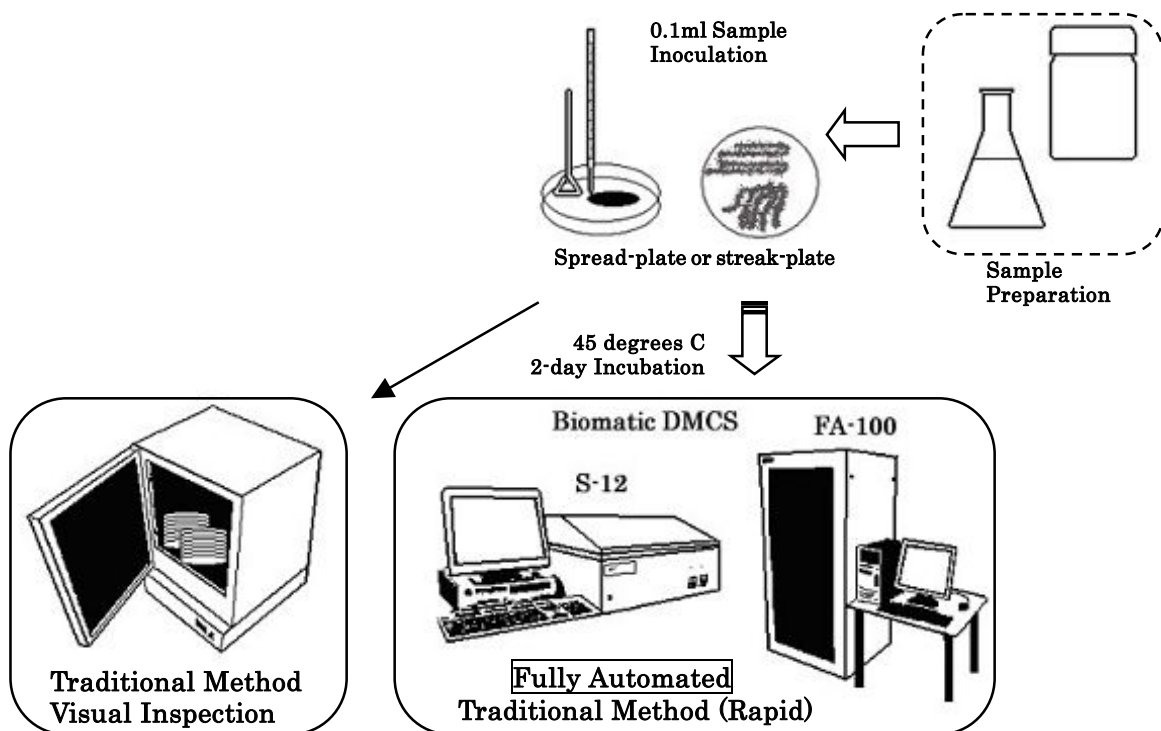 0.1ml Sample
Inoculation
Spread-plate or streak-plate
Sample
Preparation
45 degrees C
2-day Incubation
Biomatic DMCS
FA-100
S-12
Traditional Method
Visual Inspection
Fully Automated
Traditional Method (Rapid)